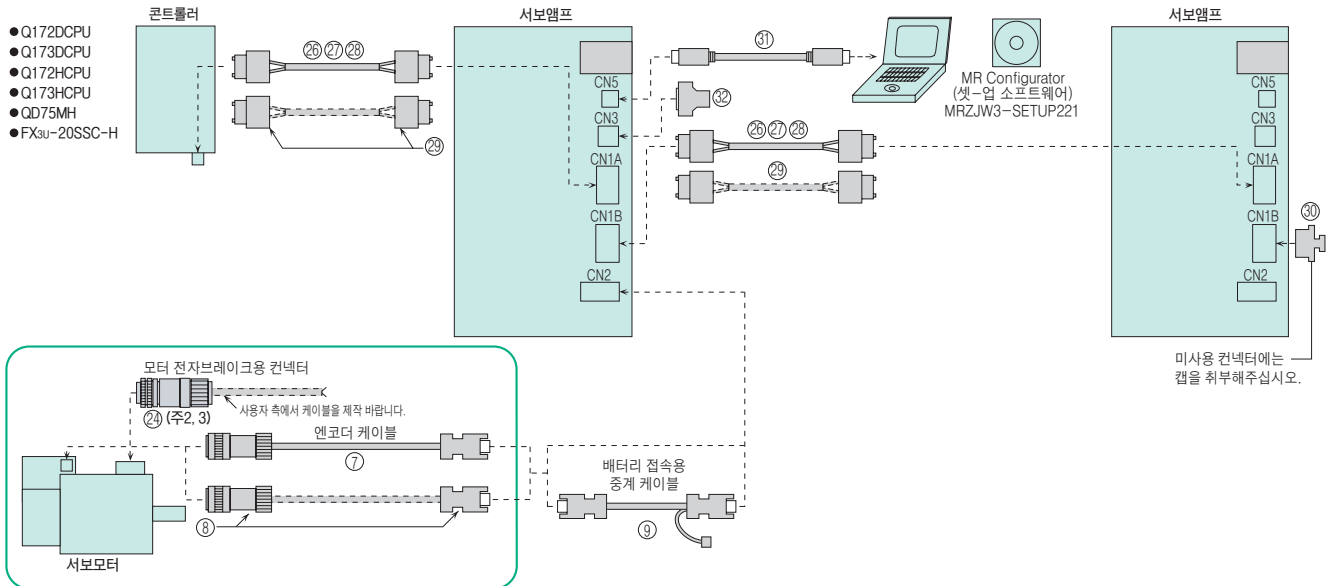 콘트롤러
● Q172DCPU
● Q173DCPU
● Q172HCPU
● Q173HCPU
● QD75MH
● FX3U-20SSC-H
㉖ ㉗ ㉘
㉙
서보앰프
CN5
CN3
CN1A
CN1B
CN2
㉛
㉜
㉖ ㉗ ㉘
㉙
MR Configurator
(셋-업 소프트웨어)
MRZJW3-SETUP221
서보앰프
CN5
CN3
CN1A
CN1B
CN2
㉚
미사용 컨넥터에는
캡을 취부해주십시오.
모터 전자브레이크용 컨넥터
사용자 측에서 케이블을 제작 바랍니다.
㉔ (주2, 3)
엔코더 케이블
⑦
⑧
서보모터
배터리 접속용
중계 케이블
⑨